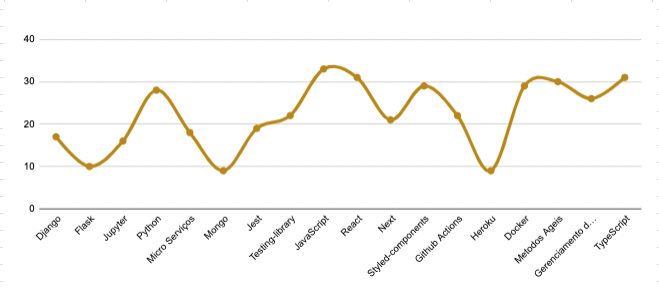 40
30
20
10
0
Django
Flask
Jupyter
Python
Micro Serviços
Mongo
Jest
Testing-library
JavaScript
React
Next
Styled-components
Github Actions
Heroku
Docker
Metodos Ageis
Gerenciamento d...
TypeScript